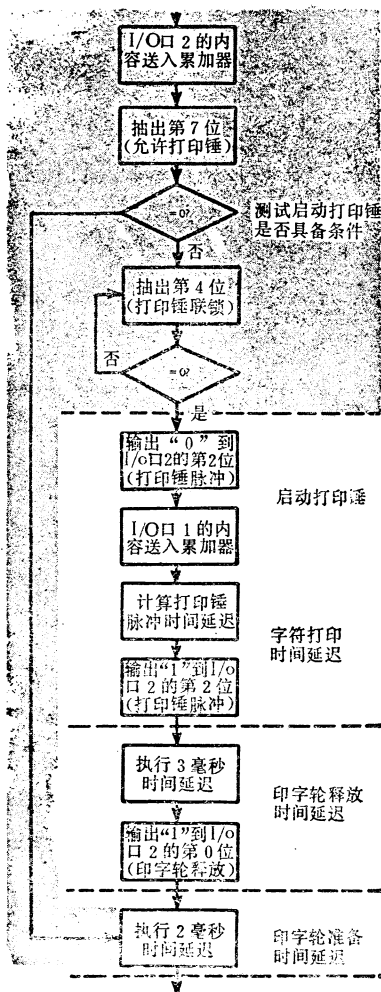 I/O口2的内
容送入累加器
抽出第7位
(允许打印锤)
=0?
测试启动打印锤
是否具备条件
否
抽出第4位
(打印锤联锁)
否
=0?
是
输出“0”到
I/o口2的第2位
(打印锤脉冲)
启动打印锤
I/O口1的内
容送入累加器
计算打印锤
脉冲时间延迟
字符打印
时间延迟
输出“1”到I/o
口2的第2位
(打印锤脉冲)
执行3毫秒
时间延迟
印字轮释放
时间延迟
输出“1”到I/o
口2的第0位
(印字轮释放)
执行2毫秒
时间延迟
印字轮准备
时间延迟